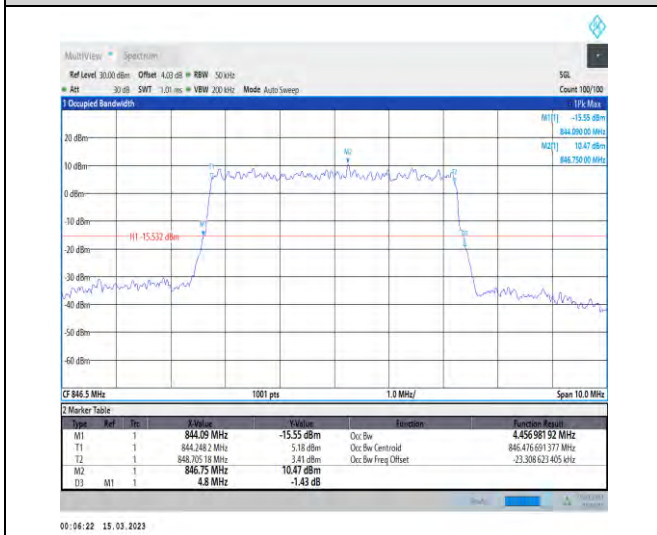 MultiView Spectrum
Ref Level 30.00 dBm Offset 4.03 dB RBW 50 kHz SGL
Att 30 dB SWT 1.01 ms VBW 200 kHz Mode Auto Sweep Count 100/100
1 Occupied Bandwidth 1Pk Max
M1[1] -15.55 dBm
844.090 00 MHz
M2[1] 10.47 dBm
846.750 00 MHz
20 dBm
M2
10 dBm
T1
0 dBm
-10 dBm
M1
H1 -15.532 dBm
-20 dBm
-30 dBm
-40 dBm
-50 dBm
-60 dBm
CF 846.5 MHz 1001 pts 1.0 MHz/ Span 10.0 MHz
2 Marker Table
Type Ref Trc X-Value Y-Value Function Function Result
M1 1 844.09 MHz -15.55 dBm Occ Bw 4.456 981 92 MHz
T1 1 844.248 2 MHz 5.18 dBm Occ Bw Centroid 846.476 691 377 MHz
T2 1 848.705 18 MHz 3.41 dBm Occ Bw Freq Offset -23.308 623 405 kHz
M2 1 846.75 MHz 10.47 dBm
D3 M1 1 4.8 MHz -1.43 dB
00:06:22 15.03.2023